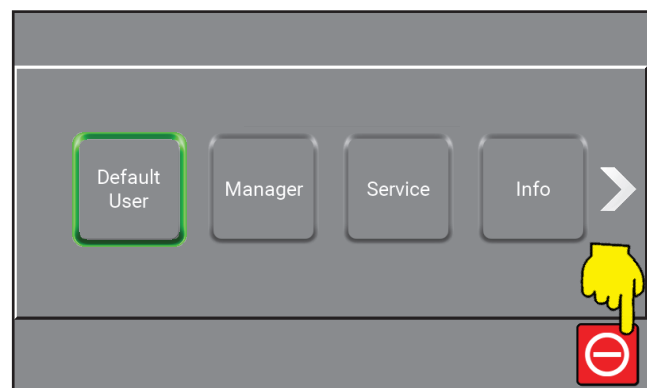 Default
User
Manager
Service
Info